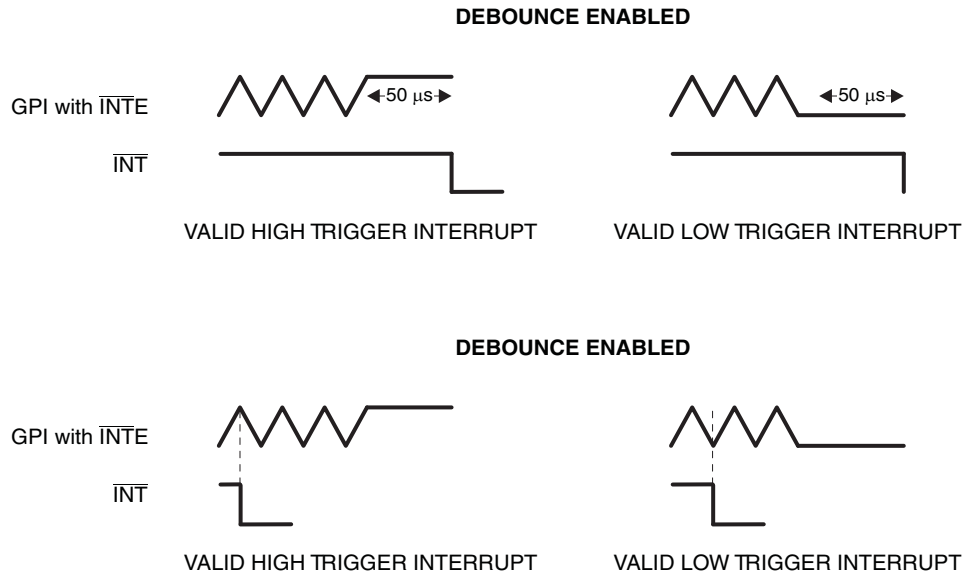 DEBOUNCE ENABLED
GPI with INTE
50 μs
50 μs
INT
VALID HIGH TRIGGER INTERRUPT
VALID LOW TRIGGER INTERRUPT
DEBOUNCE ENABLED
GPI with INTE
INT
VALID HIGH TRIGGER INTERRUPT
VALID LOW TRIGGER INTERRUPT